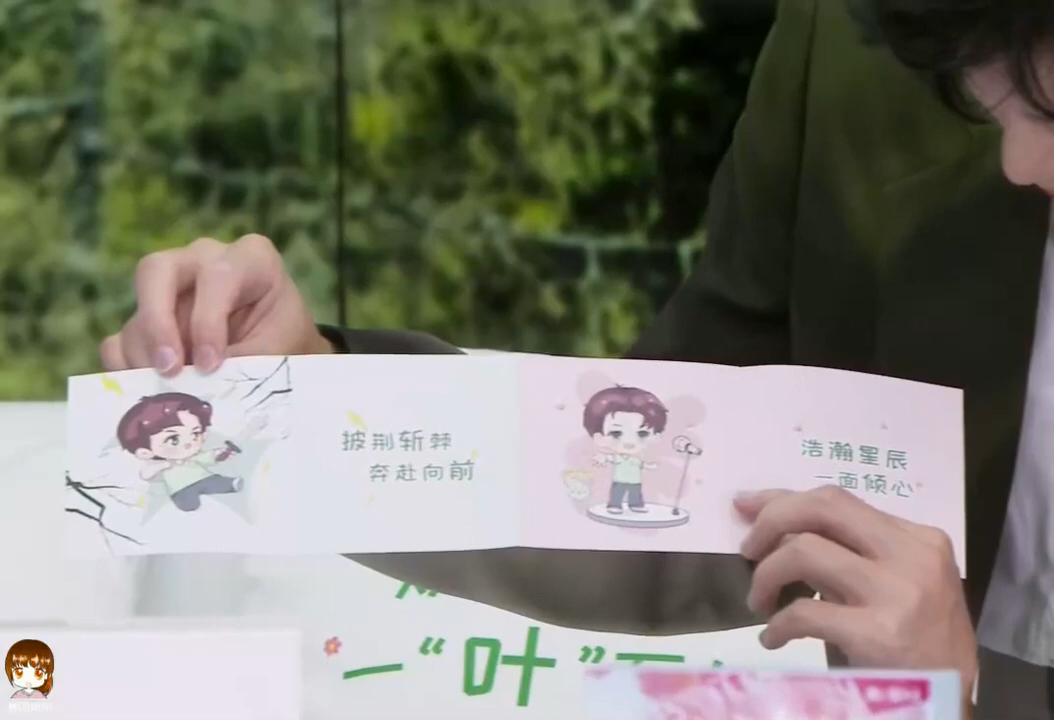 披荆斩棘
奔赴向前
浩瀚星辰
一面倾心
一“叶”